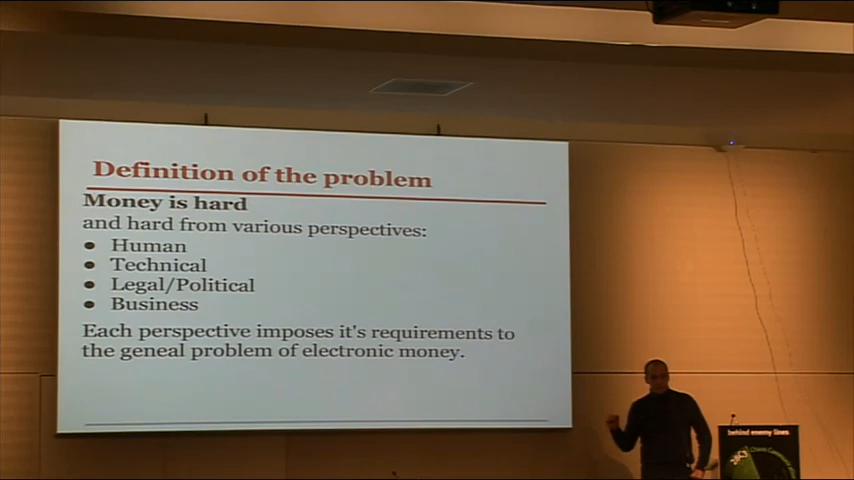 Definition of the problem
Money is hard
and hard from various perspectives:
Human
Technical
Legal/Political
Business
Each perspective imposes it's requirements to
the geneal problem of electronic money.
behind enemy lines